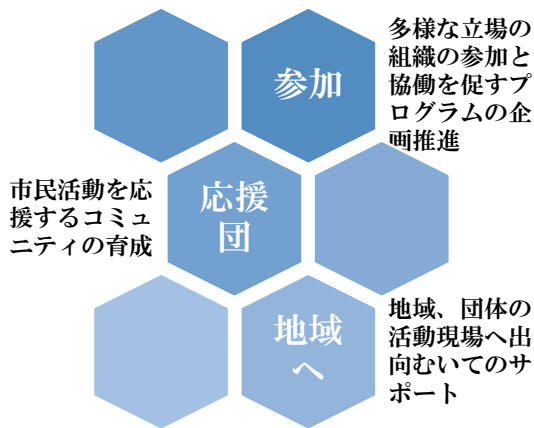 参加
多様な立場の
組織の参加と
協働を促すプ
ログラムの企
画推進
応援
団
市民活動を応
援するコミュ
ニティの育成
地域
へ
地域、団体の
活動現場へ出
向むいてのサ
ポート